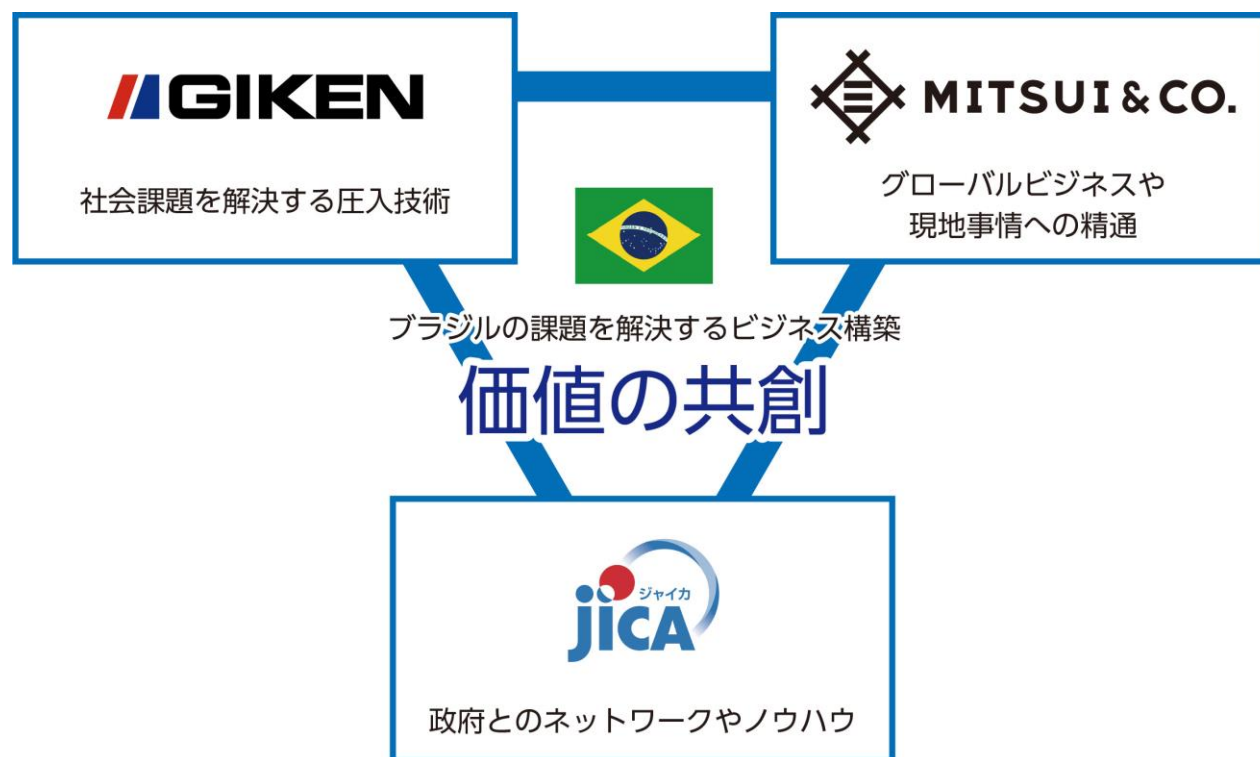 GIKEN
社会課題を解決する圧入技術
MITSUI & CO.
グローバルビジネスや
現地事情への精通
ブラジルの課題を解決するビジネス構築
価値の共創
ジャイカ
jICA
政府とのネットワークやノウハウ